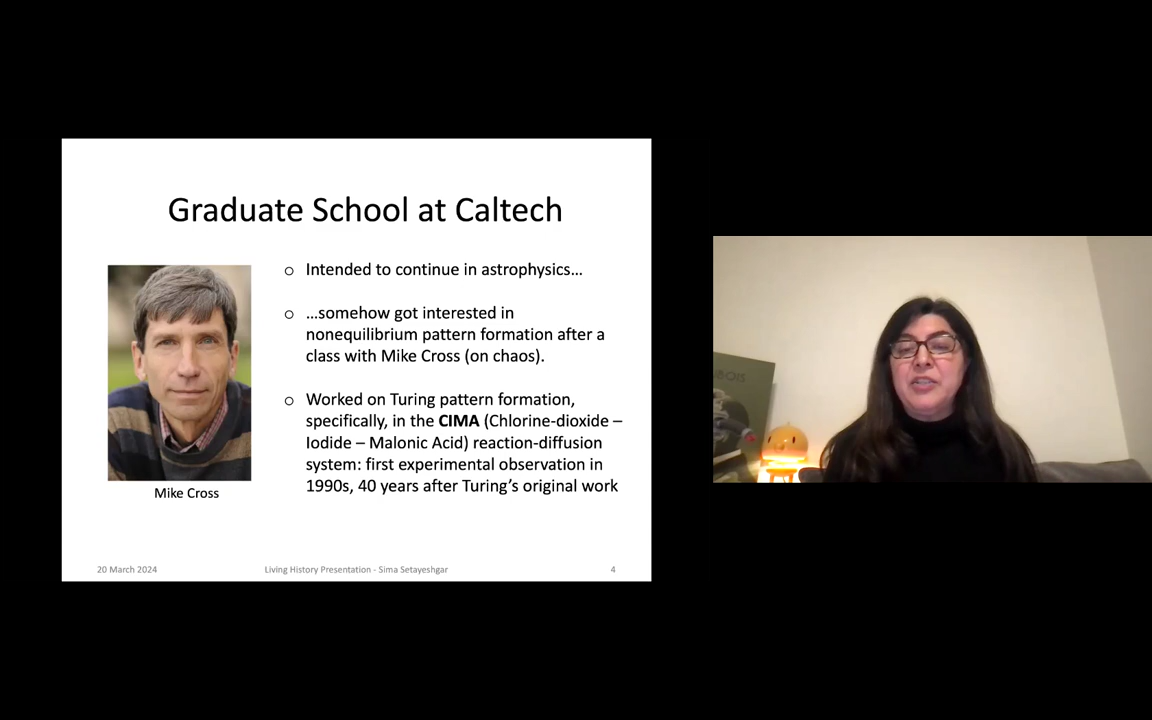 Graduate School at Caltech
o Intended to continue in astrophysics…
o …somehow got interested in
nonequilibrium pattern formation after a
class with Mike Cross (on chaos).
o Worked on Turing pattern formation,
specifically, in the CIMA (Chlorine-dioxide –
Iodide – Malonic Acid) reaction-diffusion
system: first experimental observation in
1990s, 40 years after Turing's original work
Mike Cross
20 March 2024
Living History Presentation - Sima Setayeshgar
4